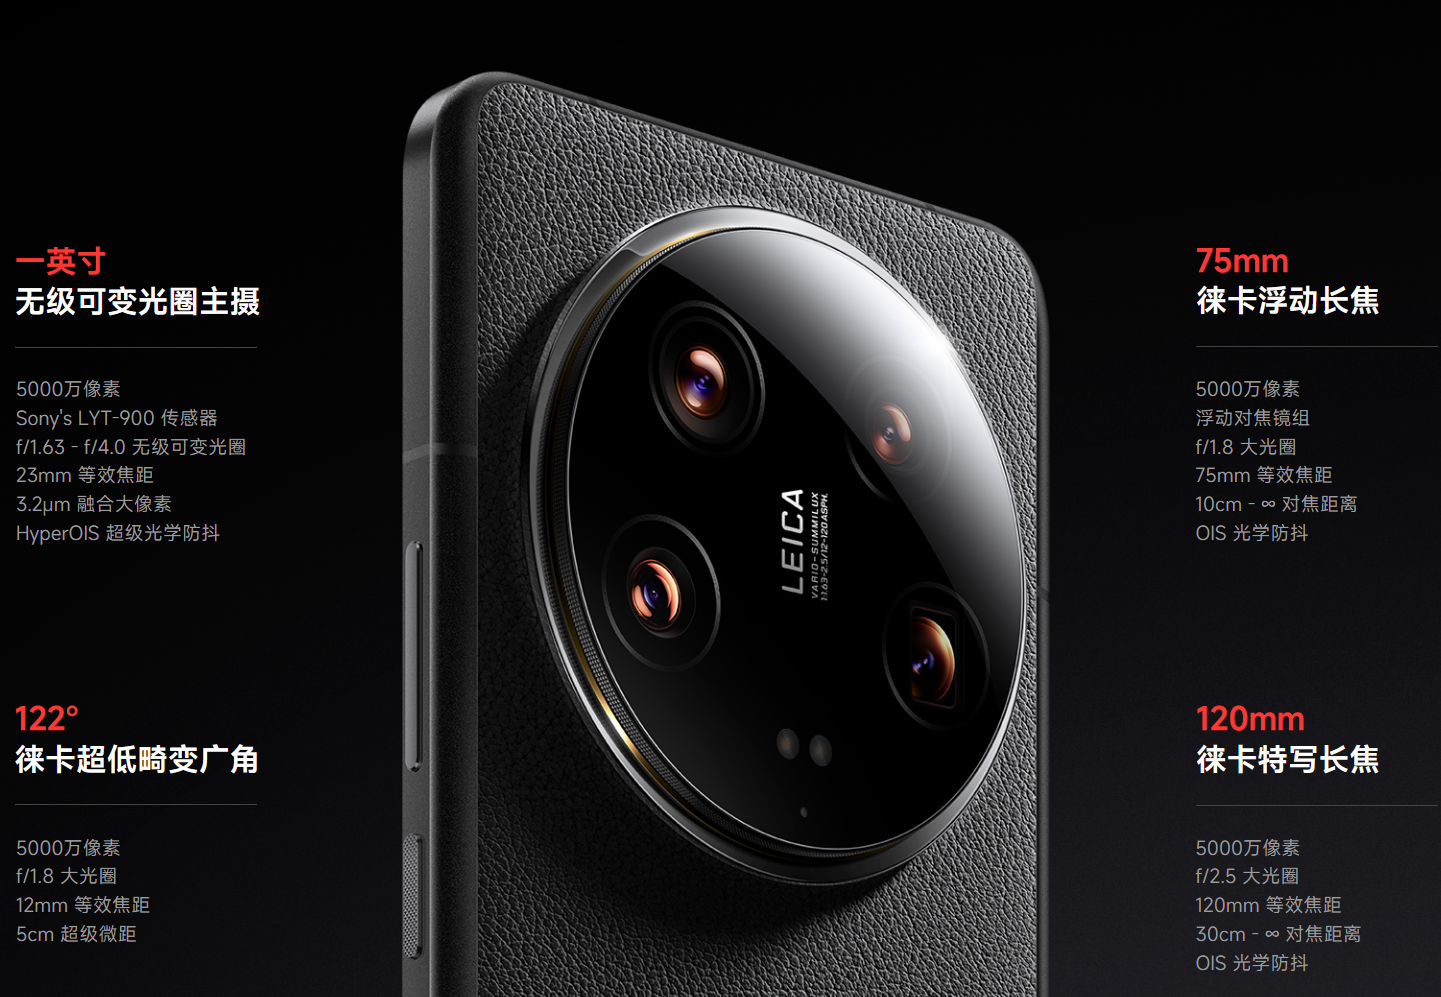 一英寸
无级可变光圈主摄
5000万像素
Sony's LYT-900 传感器
f/1.63 - f/4.0 无级可变光圈
23mm 等效焦距
3.2μm 融合大像素
HyperOIS 超级光学防抖
122°
徕卡超低畸变广角
5000万像素
f/1.8 大光圈
12mm 等效焦距
5cm 超级微距
LEICA
VARIO-SUMMILUX
1:1.63-2.5/12-120 ASPH.
75mm
徕卡浮动长焦
5000万像素
浮动对焦镜组
f/1.8 大光圈
75mm 等效焦距
10cm - ∞ 对焦距离
OIS 光学防抖
120mm
徕卡特写长焦
5000万像素
f/2.5 大光圈
120mm 等效焦距
30cm - ∞ 对焦距离
OIS 光学防抖